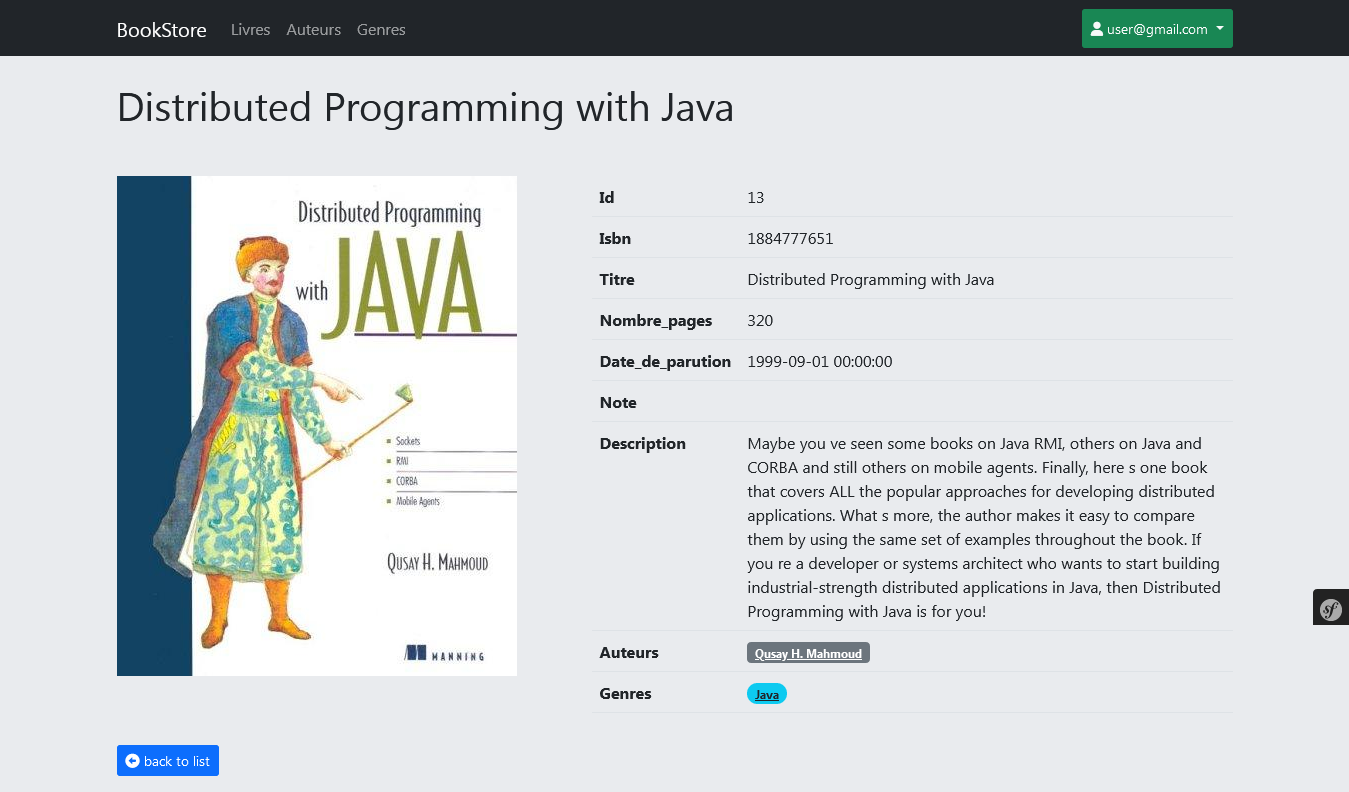 BookStore Livres Auteurs Genres user@gmail.com
Distributed Programming with Java
Distributed Programming
with JAVA
Sockets
RMI
CORBA
Mobile Agents
QUSAY H. MAHMOUD
MANNING
Id 13
Isbn 1884777651
Titre Distributed Programming with Java
Nombre_pages 320
Date_de_parution 1999-09-01 00:00:00
Note
Description Maybe you ve seen some books on Java RMI, others on Java and
CORBA and still others on mobile agents. Finally, here s one book
that covers ALL the popular approaches for developing distributed
applications. What s more, the author makes it easy to compare
them by using the same set of examples throughout the book. If
you re a developer or systems architect who wants to start building
industrial-strength distributed applications in Java, then Distributed
Programming with Java is for you!
Auteurs Qusay H. Mahmoud
Genres Java
sf
back to list